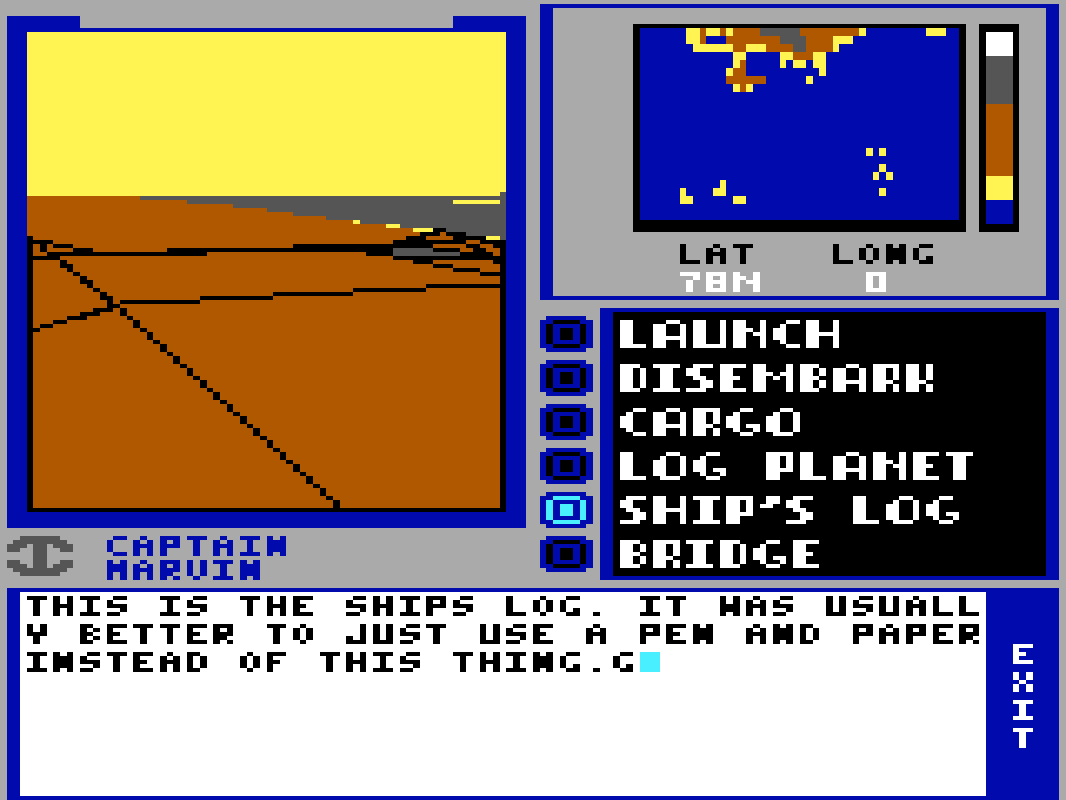 LAT LONG
78N 0
LAUNCH
DISEMBARK
CARGO
LOG PLANET
SHIP'S LOG
BRIDGE
CAPTAIN
MARVIN
THIS IS THE SHIPS LOG. IT WAS USUALL
Y BETTER TO JUST USE A PEN AND PAPER
INSTEAD OF THIS THING.G
EXIT